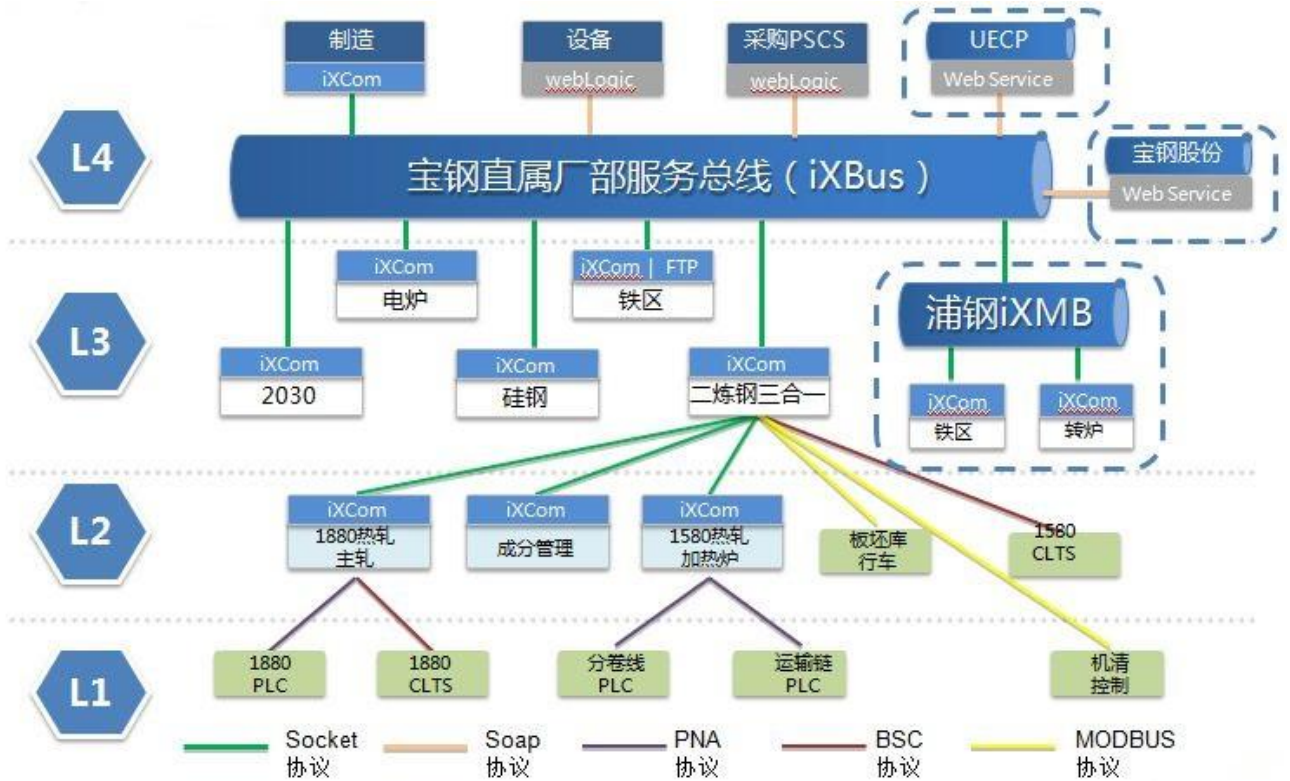 制造
iXCom
设备
webLogic
采购PSCS
webLogic
UECP
Web Service
L4
宝钢直属厂部服务总线（iXBus）
宝钢股份
Web Service
L3
iXCom
电炉
iXCom | FTP
铁区
浦钢iXMB
iXCom
2030
iXCom
硅钢
iXCom
二炼钢三合一
iXCom
铁区
iXCom
转炉
L2
iXCom
1880热轧
主轧
iXCom
成分管理
iXCom
1580热轧
加热炉
板坯库
行车
1580
CLTS
L1
1880
PLC
1880
CLTS
分卷线
PLC
运输链
PLC
机清
控制
Socket
协议
Soap
协议
PNA
协议
BSC
协议
MODBUS
协议